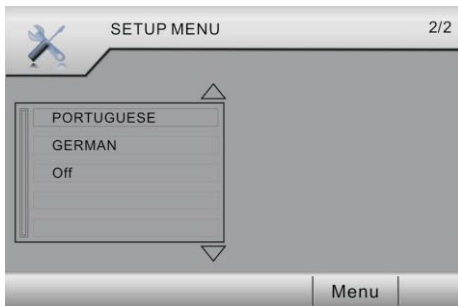 SETUP MENU 2/2
PORTUGUESE
GERMAN
Off
Menu